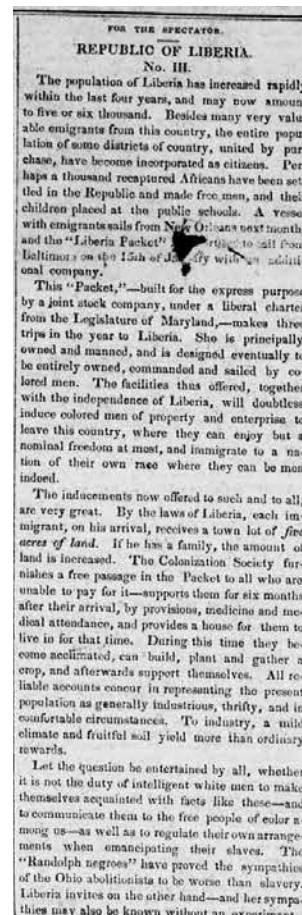 FOR THE SPECTATOR.
REPUBLIC OF LIBERIA.
No. III.
The population of Liberia has increased rapidly
within the last four years, and may now amoun
to five or six thousand. Besides many very valu
able emigrants from this country, the entire popu
lation of some districts of country, united by pur
chase, have become incorporated as citizens. Per
haps a thousand recaptured Africans have been set
tled in the Republic and made free men, and thei
children placed at the public schools. A vesse
with emigrants sails from New Orleans next month
and the "Liberia Packet" to sail from
Baltimore on the 15th of with an additi
onal company.
This "Packet,"—built for the express purpose
by a joint stock company, under a liberal charte
from the Legislature of Maryland,—makes three
trips in the year to Liberia. She is principally
owned and manned, and is designed eventually to
be entirely owned, commanded and sailed by co
lored men. The facilities thus offered, together
with the independence of Liberia, will doubtless
induce colored men of property and enterprise to
leave this country, where they can enjoy but a
nominal freedom at most, and immigrate to a na
tion of their own race where they can be men
indeed.
The inducements now offered to such and to all,
are very great. By the laws of Liberia, each im
migrant, on his arrival, receives a town lot of five
acres of land. If he has a family, the amount of
land is increased. The Colonization Society fur
nishes a free passage in the Packet to all who are
unable to pay for it—supports them for six months
after their arrival, by provisions, medicine and me
dical attendance, and provides a house for them to
live in for that time. During this time they be
come acclimated, can build, plant and gather a
crop, and afterwards support themselves. All re
liable accounts concur in representing the present
population as generally industrious, thrifty, and in
comfortable circumstances. To industry, a mild
climate and fruitful soil yield more than ordinary
rewards.
Let the question be entertained by all, whether
it is not the duty of intelligent white men to make
themselves acquainted with facts like these—and
to communicate them to the free people of color a-
mong us—as well as to regulate their own arrange-
ments when emancipating their slaves. The
"Randolph negroes" have proved the sympathies
of the Ohio abolitionists to be worse than slavery
Liberia invites on the other hand—and her sympa
thies may also be known without an